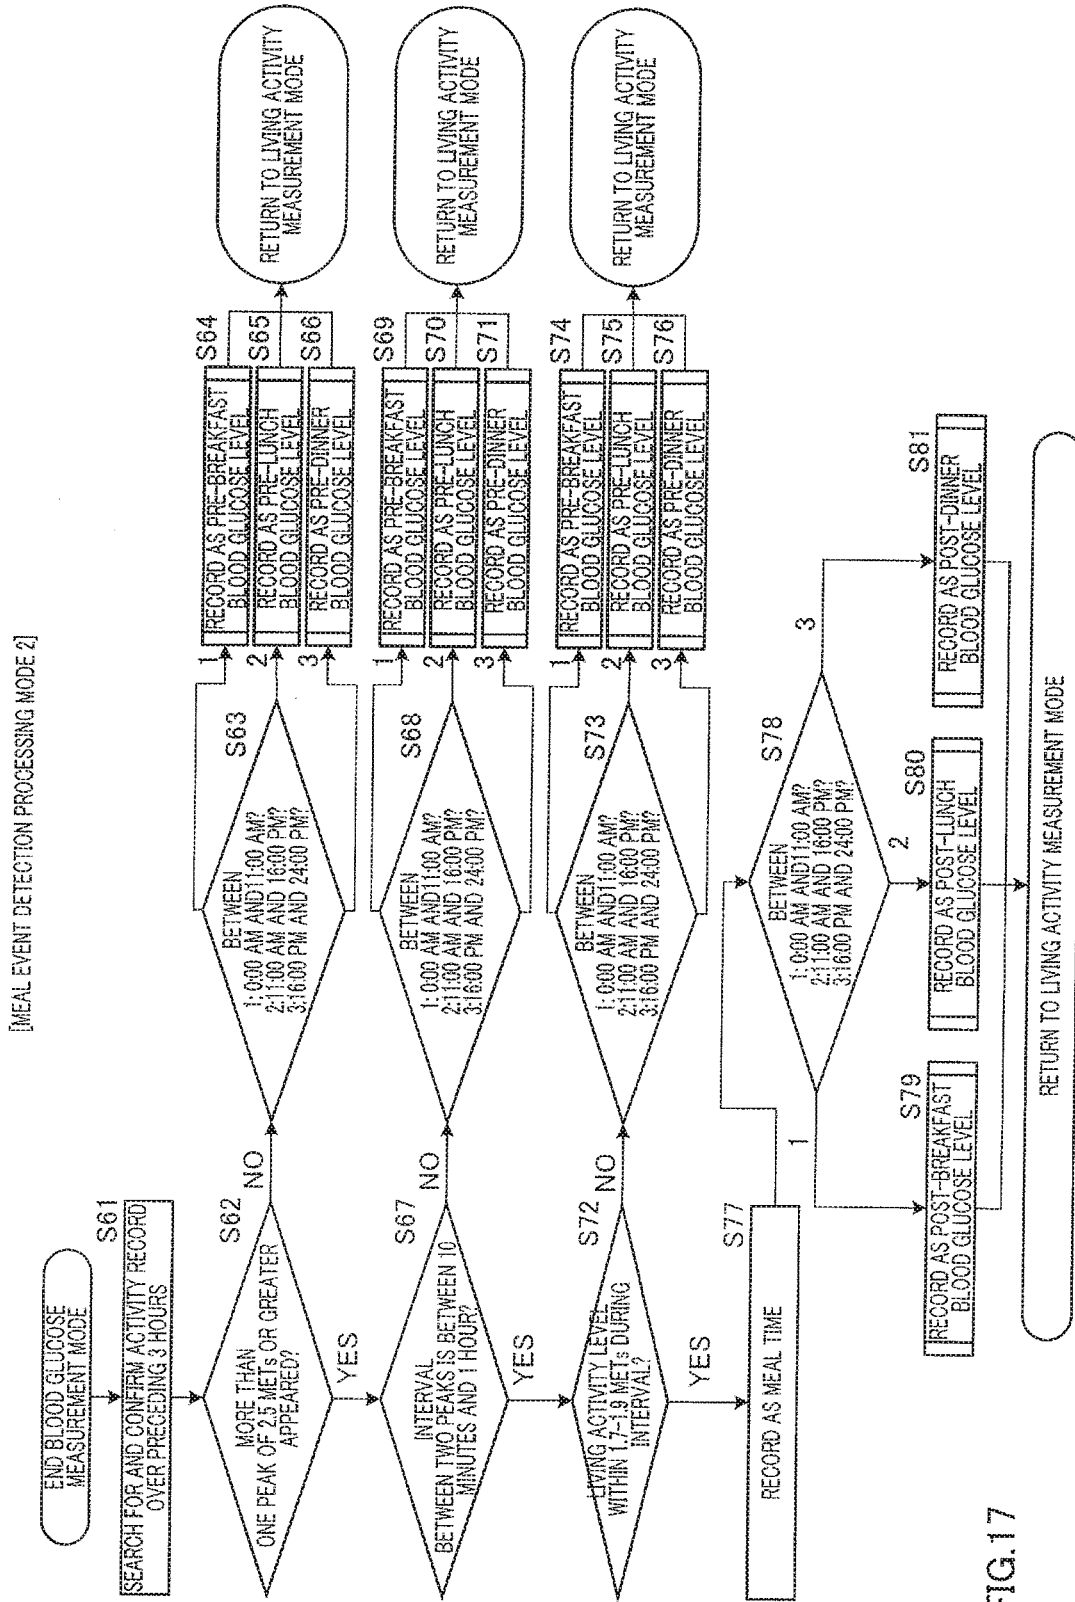 [MEAL EVENT DETECTION PROCESSING MODE 2]
END BLOOD GLUCOSE
MEASUREMENT MODE
S61
SEARCH FOR AND CONFIRM ACTIVITY RECORD
OVER PRECEDING 3 HOURS
S62
MORE THAN
ONE PEAK OF 2.5 METs OR GREATER
APPEARED?
NO
YES
S63
BETWEEN
1: 0:00 AM AND11:00 AM?
2:11:00 AM AND 16:00 PM?
3:16:00 PM AND 24:00 PM?
1
2
3
S64
RECORD AS PRE-BREAKFAST
BLOOD GLUCOSE LEVEL
S65
RECORD AS PRE-LUNCH
BLOOD GLUCOSE LEVEL
S66
RECORD AS PRE-DINNER
BLOOD GLUCOSE LEVEL
RETURN TO LIVING ACTIVITY
MEASUREMENT MODE
S67
INTERVAL
BETWEEN TWO PEAKS IS BETWEEN 10
MINUTES AND 1 HOUR?
NO
YES
S68
BETWEEN
1: 0:00 AM AND11:00 AM?
2:11:00 AM AND 16:00 PM?
3:16:00 PM AND 24:00 PM?
1
2
3
S69
RECORD AS PRE-BREAKFAST
BLOOD GLUCOSE LEVEL
S70
RECORD AS PRE-LUNCH
BLOOD GLUCOSE LEVEL
S71
RECORD AS PRE-DINNER
BLOOD GLUCOSE LEVEL
RETURN TO LIVING ACTIVITY
MEASUREMENT MODE
S72
LIVING ACTIVITY LEVEL
WITHIN 1.7-1.9 METs DURING
INTERVAL?
NO
YES
S73
BETWEEN
1: 0:00 AM AND11:00 AM?
2:11:00 AM AND 16:00 PM?
3:16:00 PM AND 24:00 PM?
1
2
3
S74
RECORD AS PRE-BREAKFAST
BLOOD GLUCOSE LEVEL
S75
RECORD AS PRE-LUNCH
BLOOD GLUCOSE LEVEL
S76
RECORD AS PRE-DINNER
BLOOD GLUCOSE LEVEL
RETURN TO LIVING ACTIVITY
MEASUREMENT MODE
S77
RECORD AS MEAL TIME
S78
BETWEEN
1: 0:00 AM AND11:00 AM?
2:11:00 AM AND 16:00 PM?
3:16:00 PM AND 24:00 PM?
1
2
3
S79
RECORD AS POST-BREAKFAST
BLOOD GLUCOSE LEVEL
S80
RECORD AS POST-LUNCH
BLOOD GLUCOSE LEVEL
S81
RECORD AS POST-DINNER
BLOOD GLUCOSE LEVEL
RETURN TO LIVING ACTIVITY MEASUREMENT MODE
FIG.17